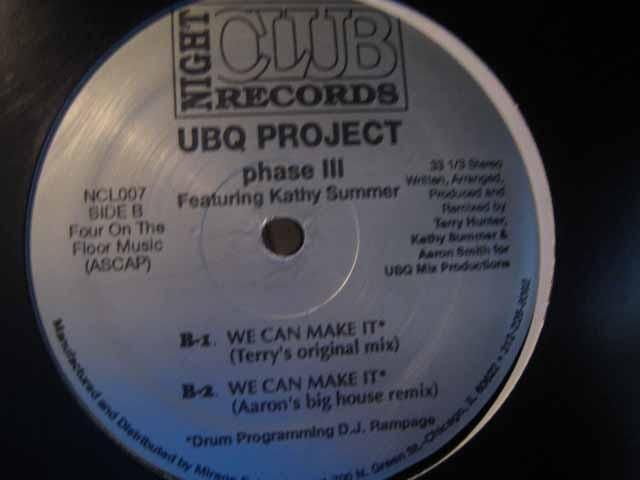 NIGHT
CLUB
RECORDS
UBQ PROJECT
phase III
Featuring Kathy Summer
NCL007
SIDE B
Four On The
Floor Music
(ASCAP)
33 1/3 Stereo
Written, Arranged,
Produced and
Remixed by
Terry Hunter,
Kathy Summer &
Aaron Smith for
UBQ Mix Productions
B-1. WE CAN MAKE IT*
(Terry's original mix)
B-2. WE CAN MAKE IT*
(Aaron's big house remix)
*Drum Programming D.J. Rampage
Manufactured and Distributed by N. Green St.-Chicago, IL 60622 •